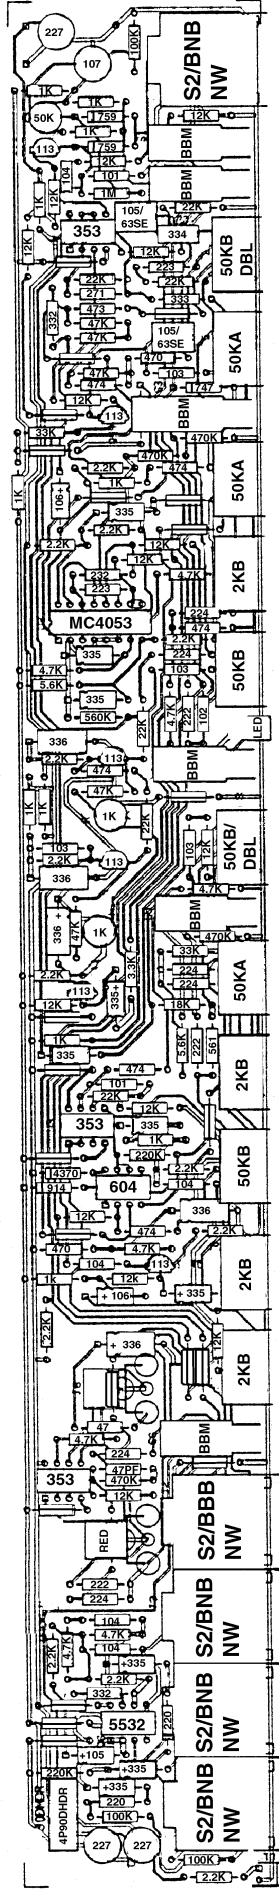 227
100K
S2/BNB
NW
107
1K
1K
50K
1759
12K
1K
BBM
113
1759
12K
104
101
1K
12K
1M
BBM
22K
105/
63SE
353
334
12K
12K
50KB
DBL
223
22K
22K
271
333
332
473
47K
105/
63SE
47K
50KA
470
47K
103
474
1747
12K
113
BBM
33K
470K
101
470K
2.2K
474
1K
50KA
1K
106
335
2.2K
12K
12K
2KB
232
4.7K
223
224
MC4053
474
2.2K
335
224
50KB
4.7K
103
5.6K
335
560K
4.7K
222
102
22K
LED
336
2.2K
113
BBM
474
47K
1K
1K
1K
22K
50KB/
DBL
103
103
12K
2.2K
113
336
4.7K
BBM
336 +
47K
1K
470K
33K
224
50KA
2.2K
3.3K
224
113
335+
12K
18K
1K
5.6K
222
561
335
2KB
474
101
22K
12K
353
335
1K
220K
50KB
14370
2.2K
914
604
104
336
12K
474
2.2K
470
4.7K
104
113
2KB
1k
12k
+ 106
+ 335
2.2K
12K
336
2KB
47
4.7K
BBM
224
353
47PF
470K
12K
S2/BBB
NW
RED
222
224
104
S2/BNB
NW
4.7K
104
2.2K
4.7K
+335
2.2K
332
S2/BNB
NW
5532
220
+105
220K
+335
4P90DHDR
+335
220
S2/BNB
NW
100K
227
227
100K
2.2K